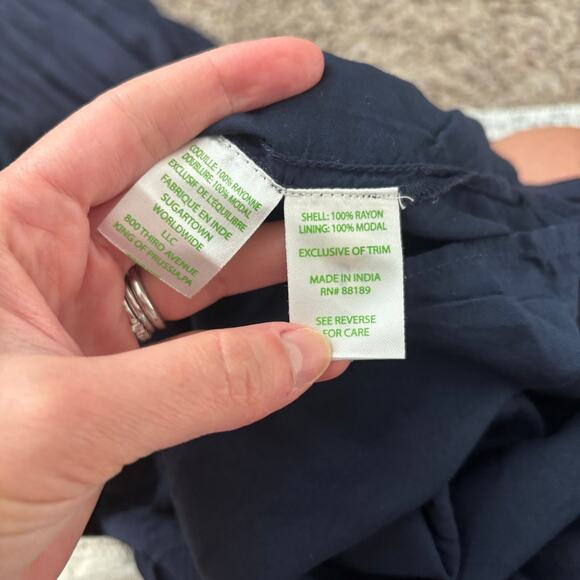 COQUILLE: 100% RAYONNE
DOUBLURE: 100% MODAL
EXCLUSIF DE L'ÉQUILIBRE
FABRIQUE EN INDE
SUGARTOWN
WORLDWIDE
LLC
800 THIRD AVENUE
KING OF PRUSSIA,PA
SHELL: 100% RAYON
LINING: 100% MODAL
EXCLUSIVE OF TRIM
MADE IN INDIA
RN# 88189
SEE REVERSE
FOR CARE